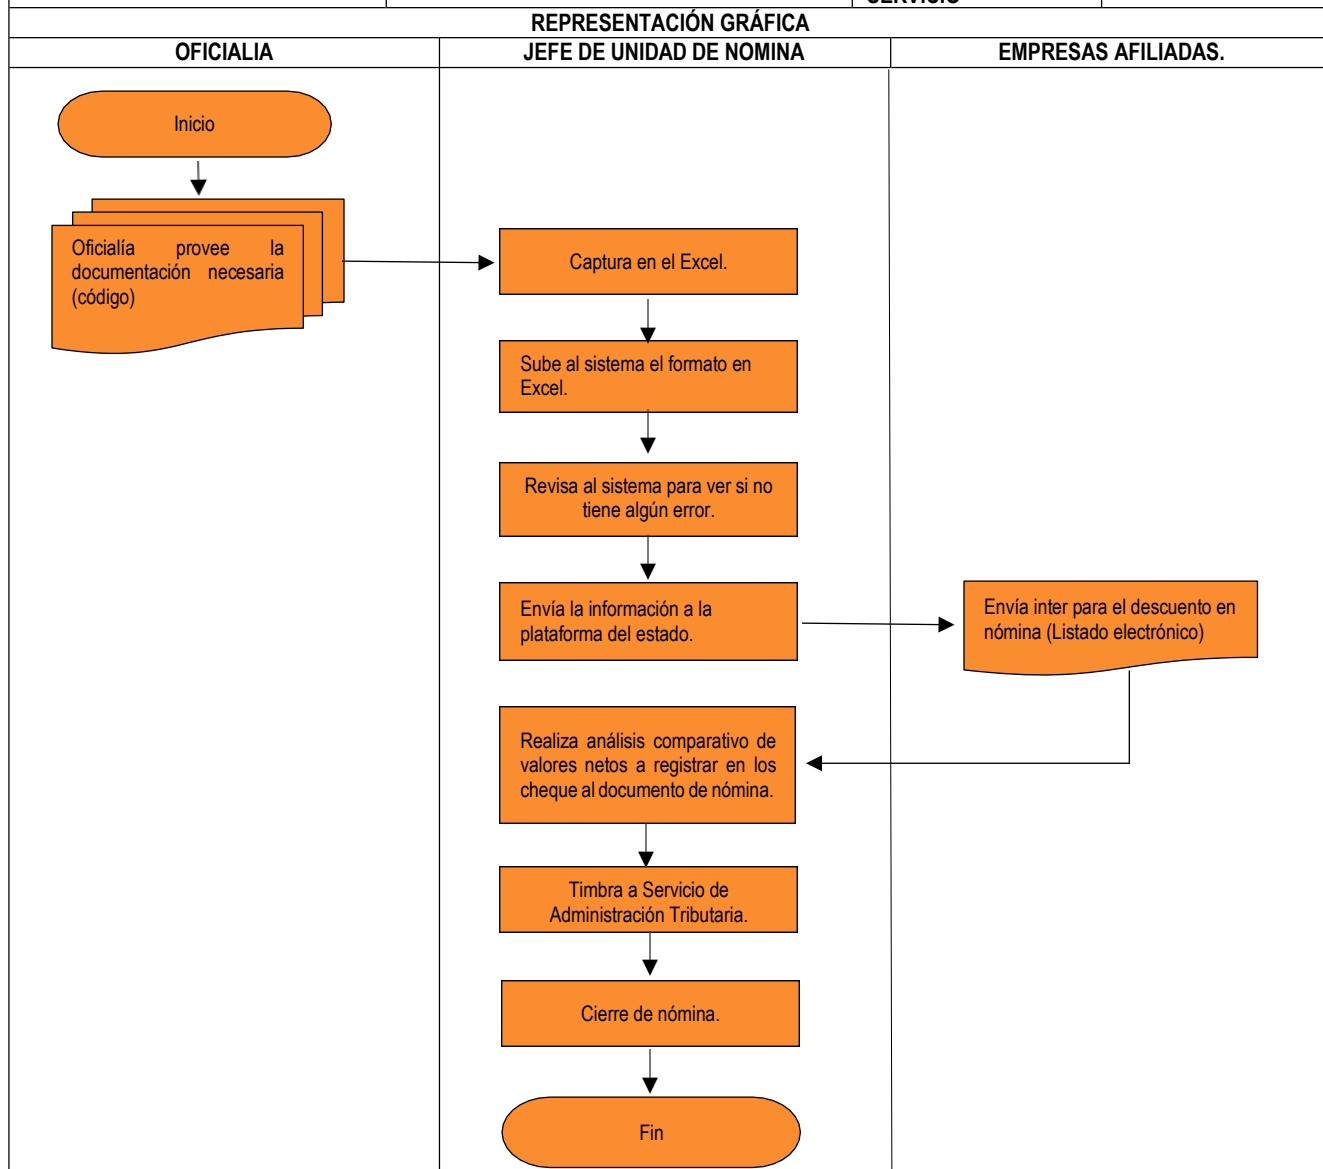 SERVICIO
REPRESENTACIÓN GRÁFICA
OFICIALIA
JEFE DE UNIDAD DE NOMINA
EMPRESAS AFILIADAS.
Inicio
Oficialía provee la
documentación necesaria
(código)
Captura en el Excel.
Sube al sistema el formato en
Excel.
Revisa al sistema para ver si no
tiene algún error.
Envía la información a la
plataforma del estado.
Envía inter para el descuento en
nómina (Listado electrónico)
Realiza análisis comparativo de
valores netos a registrar en los
cheque al documento de nómina.
Timbra a Servicio de
Administración Tributaria.
Cierre de nómina.
Fin